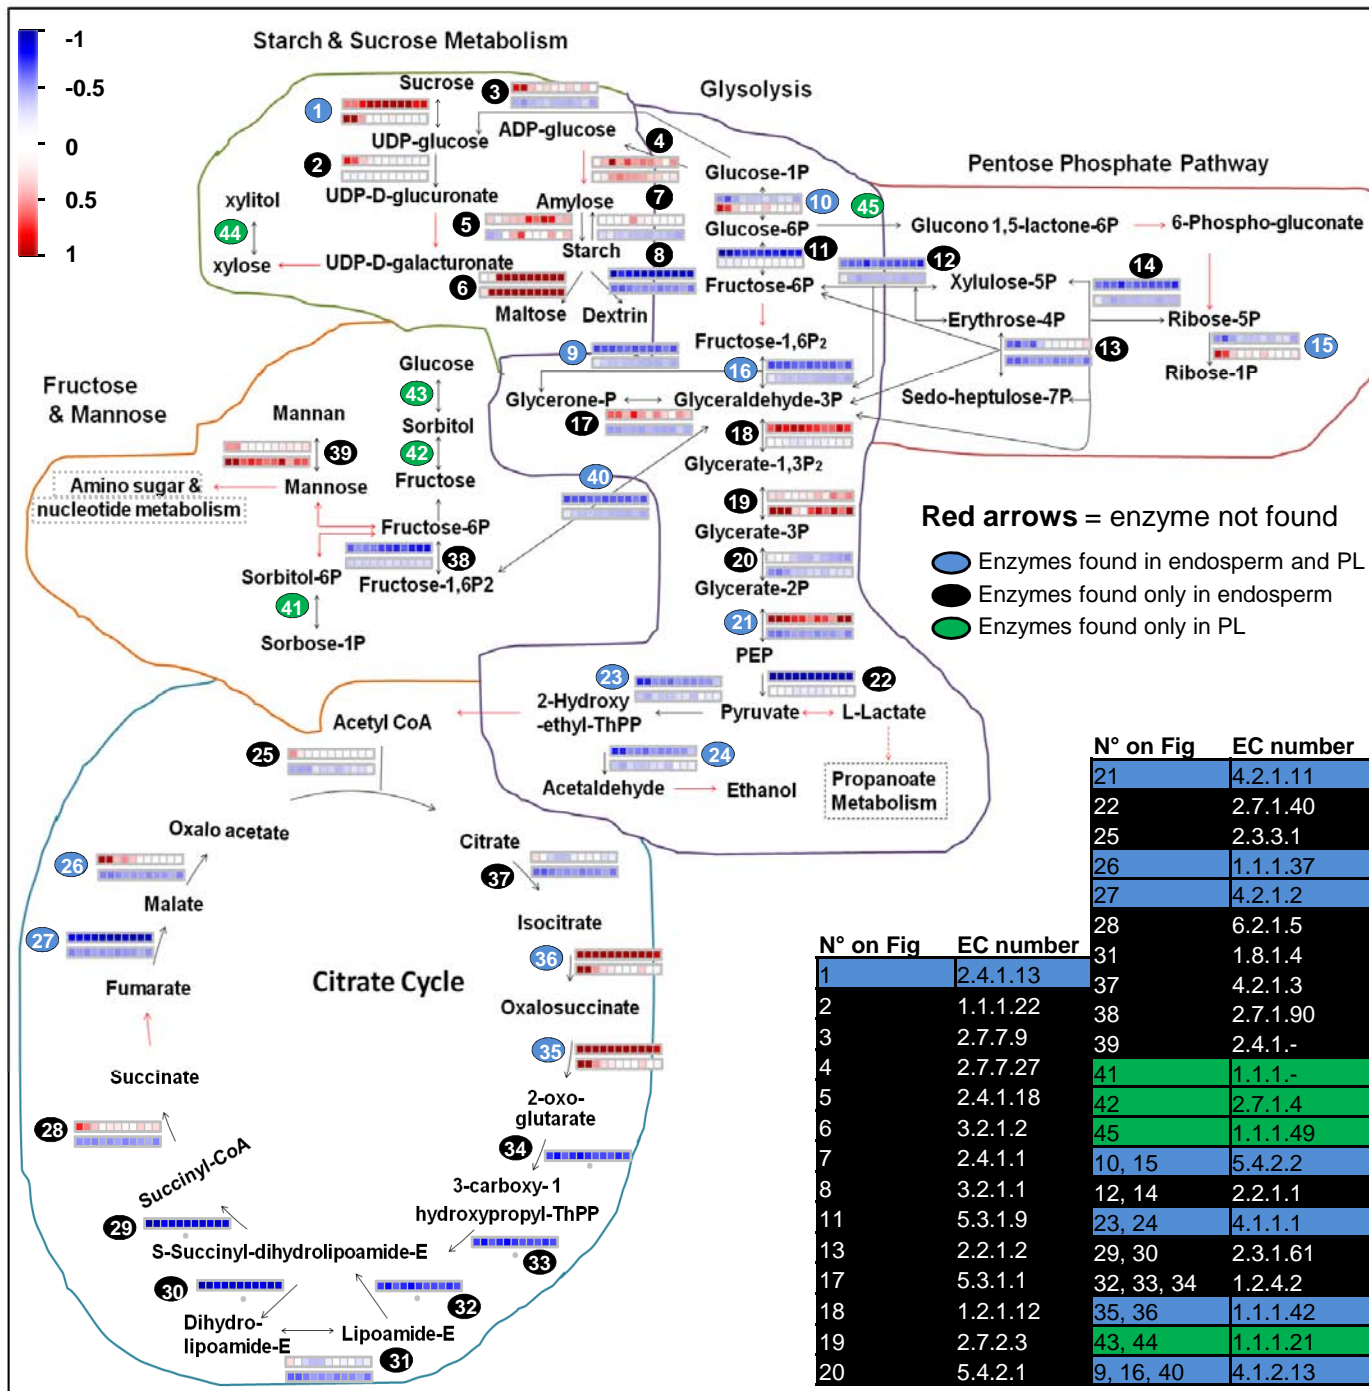 -1
-0.5
0
0.5
1
Starch & Sucrose Metabolism
Glysolysis
Pentose Phosphate Pathway
Sucrose
1
3
UDP-glucose
ADP-glucose
2
4
Glucose-1P
xylitol
UDP-D-glucuronate
Amylose
7
10
45
44
5
Glucose-6P
Glucono 1,5-lactone-6P
6-Phospho-gluconate
xylose
UDP-D-galacturonate
Starch
8
11
12
14
6
Fructose-6P
Xylulose-5P
Maltose
Dextrin
Erythrose-4P
Ribose-5P
Fructose-1,6P2
9
16
13
15
Ribose-1P
Fructose
& Mannose
Glucose
43
Glycerone-P
Glyceraldehyde-3P
Sedo-heptulose-7P
Mannan
Sorbitol
17
18
39
42
Glycerate-1,3P2
Amino sugar &
nucleotide metabolism
Mannose
Fructose
40
19
Fructose-6P
Glycerate-3P
38
20
Sorbitol-6P
Fructose-1,6P2
Glycerate-2P
41
21
Sorbose-1P
PEP
Red arrows = enzyme not found
Enzymes found in endosperm and PL
Enzymes found only in endosperm
Enzymes found only in PL
23
22
2-Hydroxy
-ethyl-ThPP
Pyruvate
L-Lactate
Acetyl CoA
25
24
Acetaldehyde
Ethanol
Propanoate
Metabolism
Oxalo acetate
Citrate
26
37
Malate
Isocitrate
27
36
Fumarate
Citrate Cycle
Oxalosuccinate
35
Succinate
2-oxo-
glutarate
28
34
Succinyl-CoA
3-carboxy-1
hydroxypropyl-ThPP
29
33
S-Succinyl-dihydrolipoamide-E
30
32
Dihydro-
lipoamide-E
Lipoamide-E
31
N° on Fig EC number
1 2.4.1.13
2 1.1.1.22
3 2.7.7.9
4 2.7.7.27
5 2.4.1.18
6 3.2.1.2
7 2.4.1.1
8 3.2.1.1
11 5.3.1.9
13 2.2.1.2
17 5.3.1.1
18 1.2.1.12
19 2.7.2.3
20 5.4.2.1
N° on Fig EC number
21 4.2.1.11
22 2.7.1.40
25 2.3.3.1
26 1.1.1.37
27 4.2.1.2
28 6.2.1.5
31 1.8.1.4
37 4.2.1.3
38 2.7.1.90
39 2.4.1.-
41 1.1.1.-
42 2.7.1.4
45 1.1.1.49
10, 15 5.4.2.2
12, 14 2.2.1.1
23, 24 4.1.1.1
29, 30 2.3.1.61
32, 33, 34 1.2.4.2
35, 36 1.1.1.42
43, 44 1.1.1.21
9, 16, 40 4.1.2.13